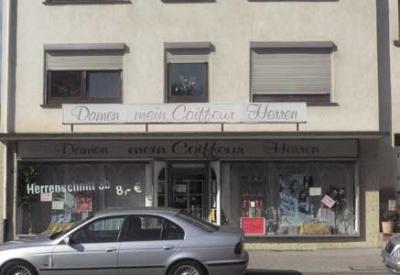 Damen mein Coiffeur Herren
Damen mein Coiffeur Herren
Herrenschnitt ab 8,- €